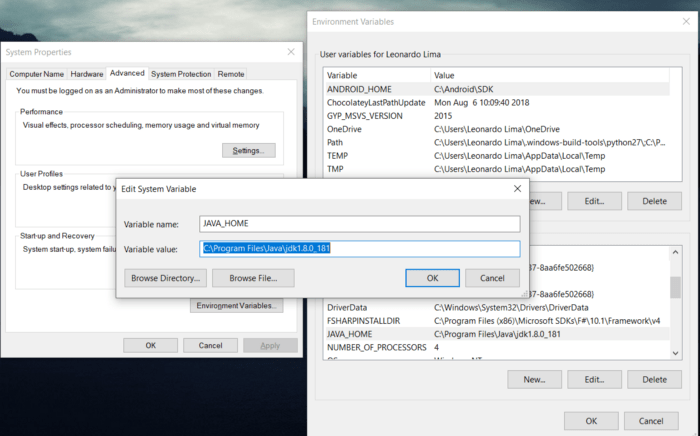 Environment Variables
System Properties
Computer Name Hardware Advanced System Protection Remote
You must be logged on as an Administrator to make most of these changes.
Performance
Visual effects, processor scheduling, memory usage and virtual memory
Settings...
User Profiles
Desktop settings related to
Start-up and Recovery
System start-up, system failu
Environment Variables...
OK Cancel Apply
User variables for Leonardo Lima
Variable Value
ANDROID_HOME C:\Android\SDK
ChocolateyLastPathUpdate Mon Aug 6 10:09:40 2018
GYP_MSVS_VERSION 2015
OneDrive C:\Users\Leonardo Lima\OneDrive
Path C:\Users\Leonardo Lima\.windows-build-tools\python27\;C:\P...
TEMP C:\Users\Leonardo Lima\AppData\Local\Temp
TMP C:\Users\Leonardo Lima\AppData\Local\Temp
ew... Edit... Delete
Edit System Variable
Variable name: JAVA_HOME
Variable value: C:\Program Files\Java\jdk1.8.0_181
Browse Directory... Browse File... OK Cancel
37-8aa6fe502668)
37-8aa6fe502668)
DriverData C:\Windows\System32\Drivers\DriverData
FSHARPINSTALLDIR C:\Program Files (x86)\Microsoft SDKs\F#\10.1\Framework\v4
JAVA_HOME C:\Program Files\Java\jdk1.8.0_181
NUMBER_OF_PROCESSORS 4
New... Edit... Delete
OK Cancel